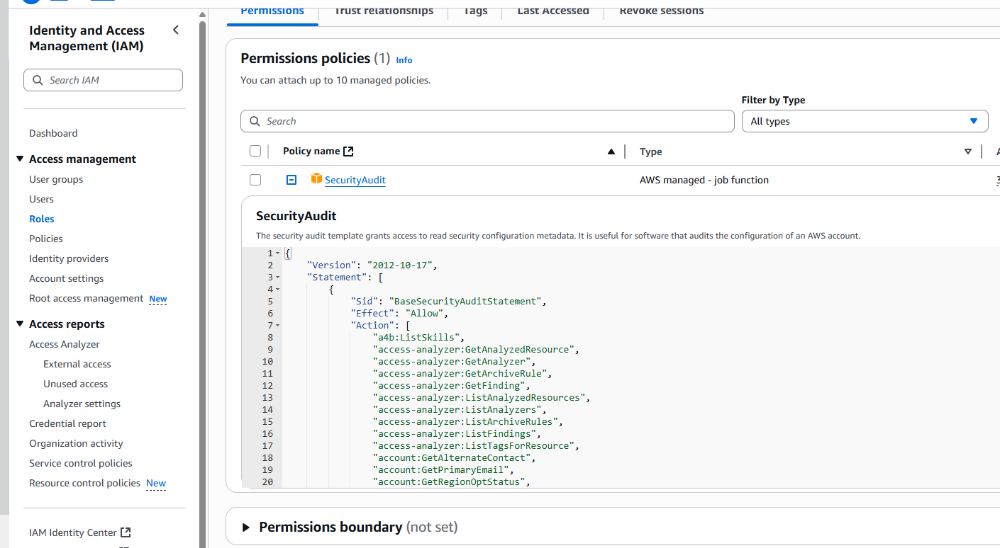 Identity and Access
Management (IAM)
Search IAM
Dashboard
Access management
User groups
Users
Roles
Policies
Identity providers
Account settings
Root access management New
Access reports
Access Analyzer
External access
Unused access
Analyzer settings
Credential report
Organization activity
Service control policies
Resource control policies New
IAM Identity Center
Permissions
Trust relationships
Tags
Last Accessed
Revoke sessions
Permissions policies (1) Info
You can attach up to 10 managed policies.
Filter by Type
Search
All types
Policy name
Type
SecurityAudit
AWS managed - job function
SecurityAudit
The security audit template grants access to read security configuration metadata. It is useful for software that audits the configuration of an AWS account.
1 {
2 "Version": "2012-10-17",
3 "Statement": [
4 {
5 "Sid": "BaseSecurityAuditStatement",
6 "Effect": "Allow",
7 "Action": [
8 "a4b:ListSkills",
9 "access-analyzer:GetAnalyzedResource",
10 "access-analyzer:GetAnalyzer",
11 "access-analyzer:GetArchiveRule",
12 "access-analyzer:GetFinding",
13 "access-analyzer:ListAnalyzedResources",
14 "access-analyzer:ListAnalyzers",
15 "access-analyzer:ListArchiveRules",
16 "access-analyzer:ListFindings",
17 "access-analyzer:ListTagsForResource",
18 "account:GetAlternateContact",
19 "account:GetPrimaryEmail",
20 "account:GetRegionOptStatus",
Permissions boundary (not set)